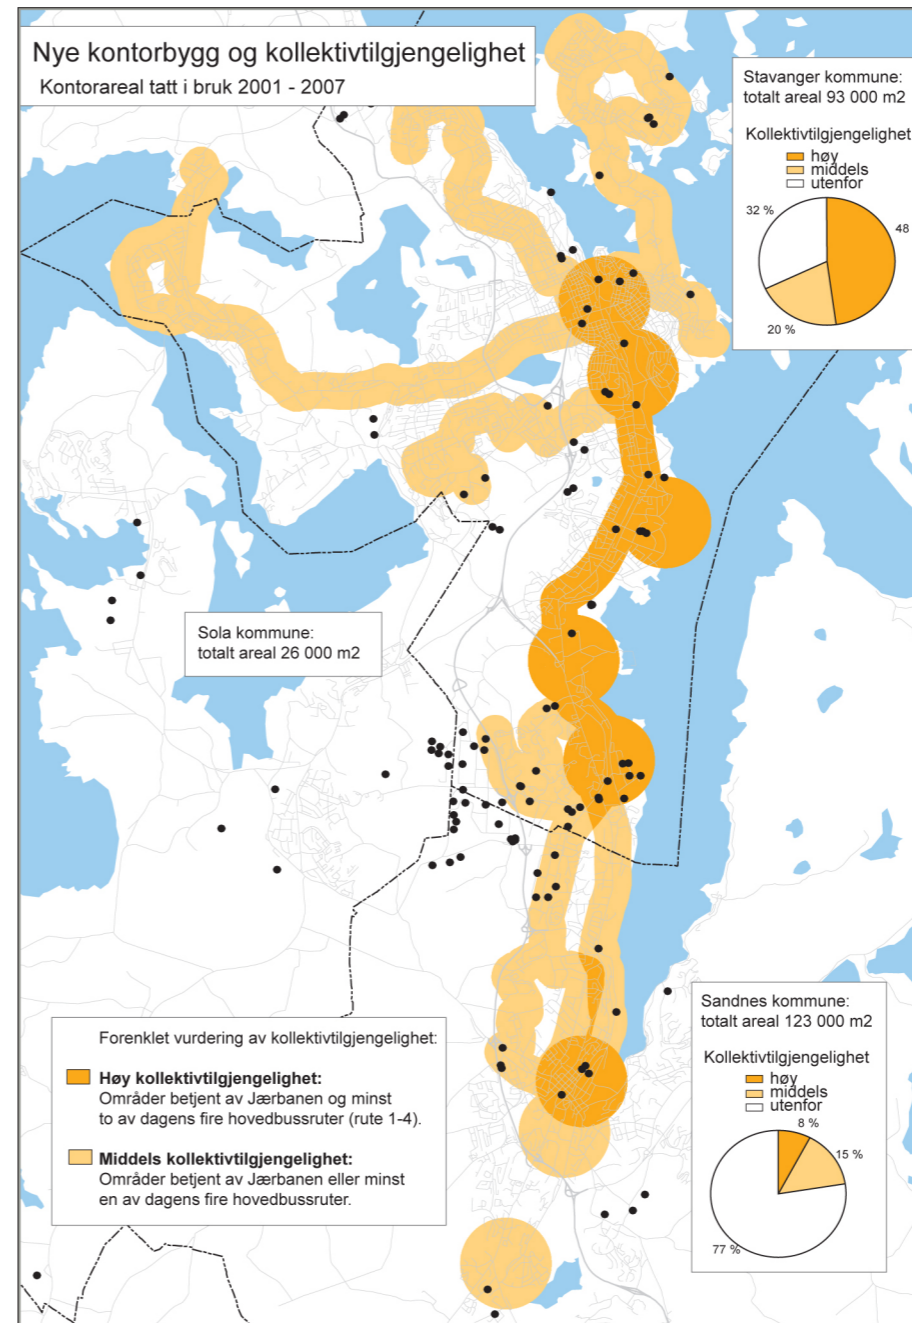 Nye kontorbygg og kollektivtilgjengelighet
Kontorareal tatt i bruk 2001 - 2007
Stavanger kommune:
totalt areal 93 000 m2
Kollektivtilgjengelighet
høy
middels
utenfor
32 %
48
20 %
Sola kommune:
totalt areal 26 000 m2
Sandnes kommune:
totalt areal 123 000 m2
Kollektivtilgjengelighet
høy
middels
utenfor
8 %
15 %
77 %
Forenklet vurdering av kollektivtilgjengelighet:
Høy kollektivtilgjengelighet:
Områder betjent av Jærbanen og minst
to av dagens fire hovedbussruter (rute 1-4).
Middels kollektivtilgjengelighet:
Områder betjent av Jærbanen eller minst
en av dagens fire hovedbussruter.